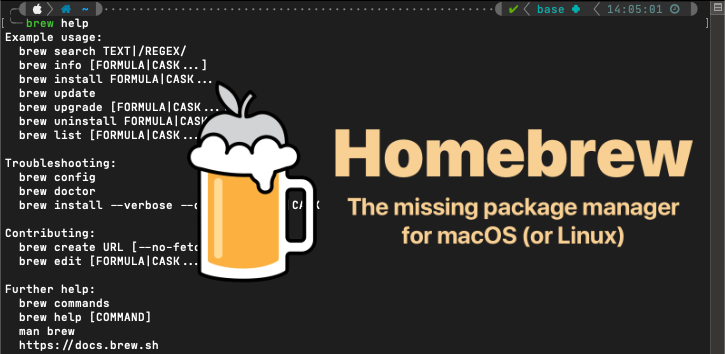 ~ base 14:05:01
brew help
Example usage:
brew search TEXT|/REGEX/
brew info [FORMULA|CASK...]
brew install FORMULA|CASK...
brew update
brew upgrade [FORMULA|CASK...
brew uninstall FORMULA|CASK...
brew list [FORMULA|CASK...
Troubleshooting:
brew config
brew doctor
brew install --verbose --d CASK
Contributing:
brew create URL [--no-fetc
brew edit [FORMULA|CASK...
Further help:
brew commands
brew help [COMMAND]
man brew
https://docs.brew.sh
Homebrew
The missing package manager
for macOS (or Linux)